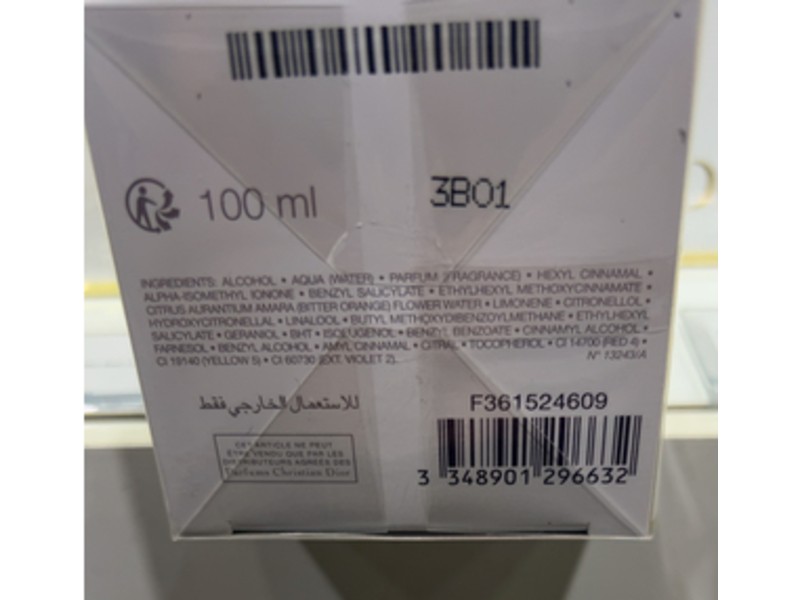 100 ml
3B01
INGREDIENTS: ALCOHOL • AQUA (WATER) • PARFUM (FRAGRANCE) • HEXYL CINNAMAL •
ALPHA-ISOMETHYL IONONE • BENZYL SALICYLATE • ETHYLHEXYL METHOXYCINNAMATE •
CITRUS AURANTIUM AMARA (BITTER ORANGE) FLOWER WATER • LIMONENE • CITRONELLOL •
HYDROXYCITRONELLAL • LINALOOL • BUTYL METHOXYDIBENZOYLMETHANE • ETHYLHEXYL
SALICYLATE • GERANIOL • BHT • ISOEUGENOL • BENZYL BENZOATE • CINNAMYL ALCOHOL •
FARNESOL • BENZYL ALCOHOL • AMYL CINNAMAL • CITRAL • TOCOPHEROL • CI 14700 (RED 4) •
CI 19140 (YELLOW 5) • CI 60730 (EXT. VIOLET 2). N° 13243/A
للاستعمال الخارجي فقط
F361524609
CET ARTICLE NE PEUT
ETRE VENDU QUE PAR LES
DISTRIBUTEURS AGREES DES
Parfums Christian Dior
3 348901 296632